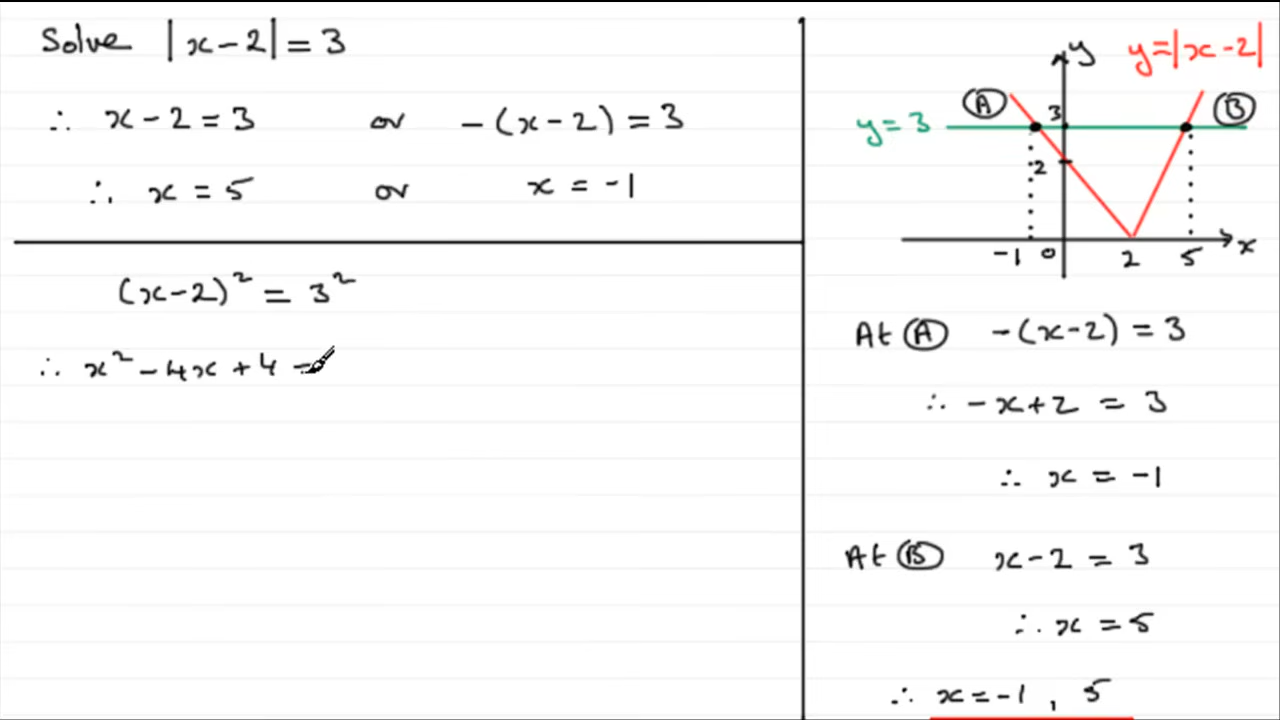 Solve |x-2| = 3
∴ x-2 = 3 or -(x-2) = 3
∴ x = 5 or x = -1
(x-2)² = 3²
∴ x² - 4x + 4 =
y
y=|x-2|
A
B
y=3
3
2
-1 0 2 5 x
At A -(x-2) = 3
∴ -x+2 = 3
∴ x = -1
At B x-2 = 3
∴ x = 5
∴ x = -1 , 5